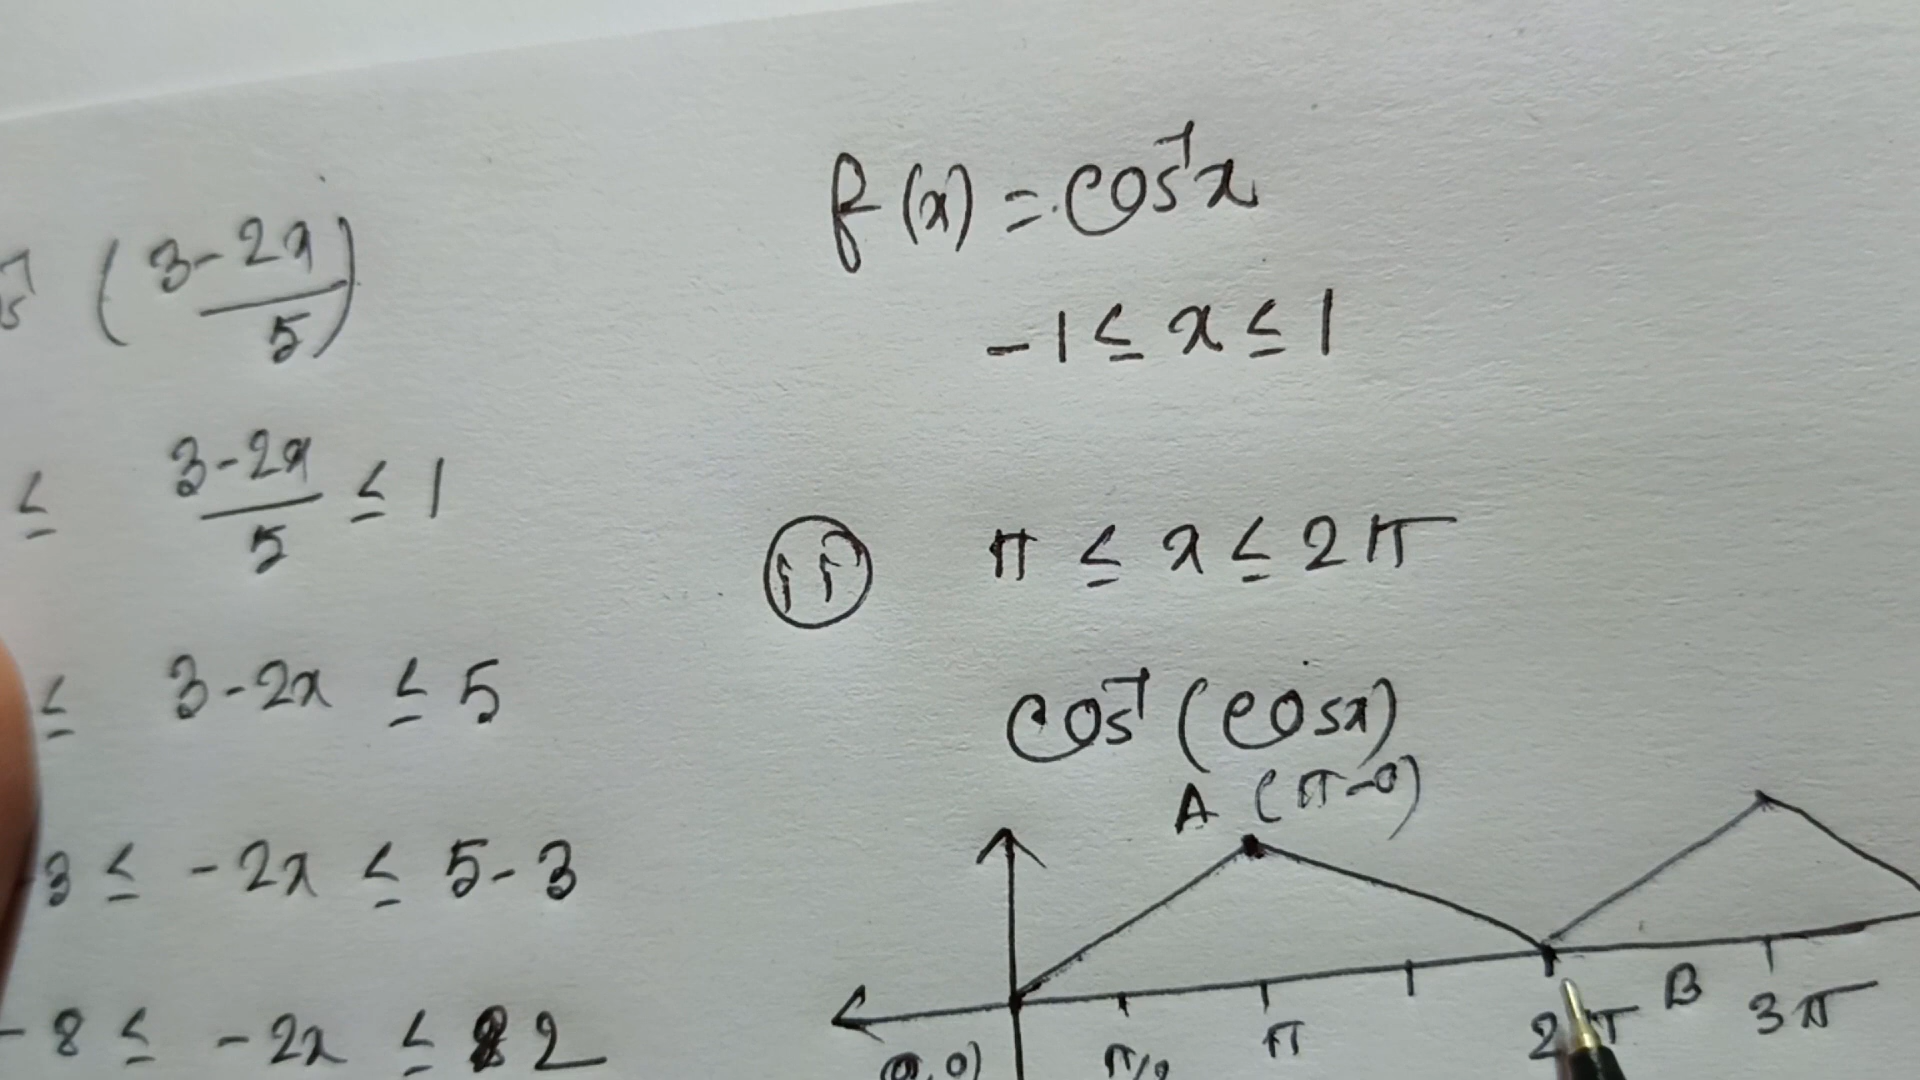 (3-2x)/5
≤ (3-2x)/5 ≤ 1
≤ 3-2x ≤ 5
3 ≤ -2x ≤ 5-3
-8 ≤ -2x ≤ 2
f(x) = cos⁻¹x
-1 ≤ x ≤ 1
(ii) π ≤ x ≤ 2π
cos⁻¹(cosx)
A (π-0)
B
(0,0) π/2 π 2π 3π